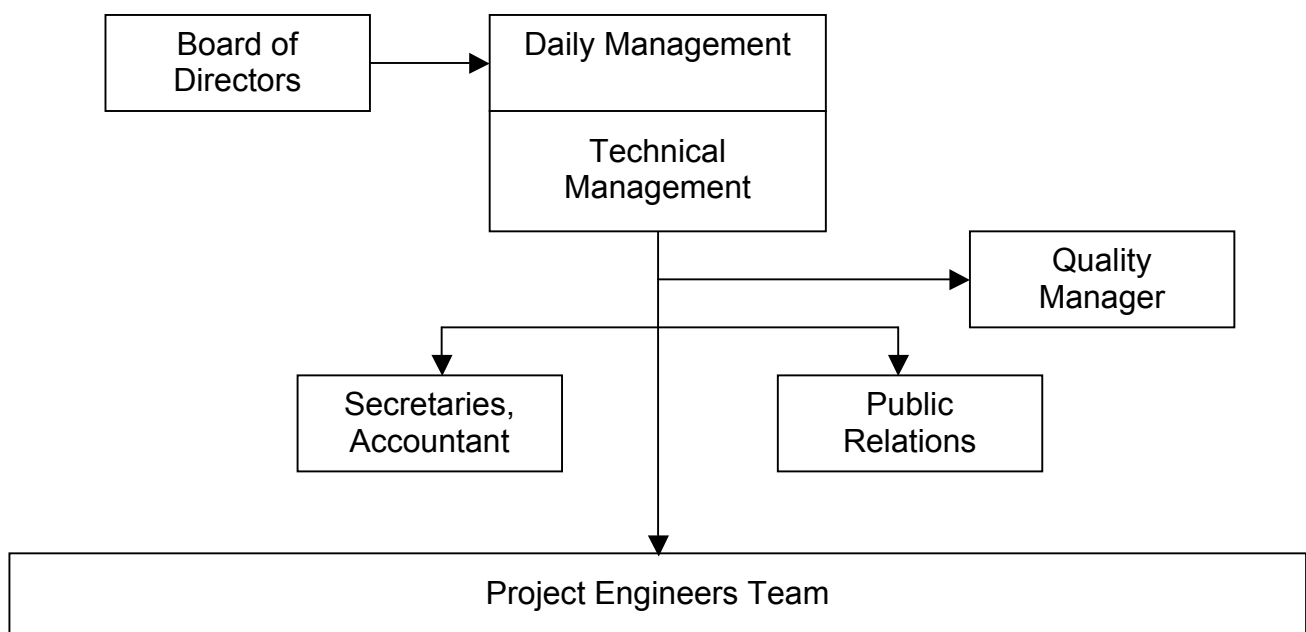 Board of
Directors
Daily Management
Technical
Management
Quality
Manager
Secretaries,
Accountant
Public
Relations
Project Engineers Team